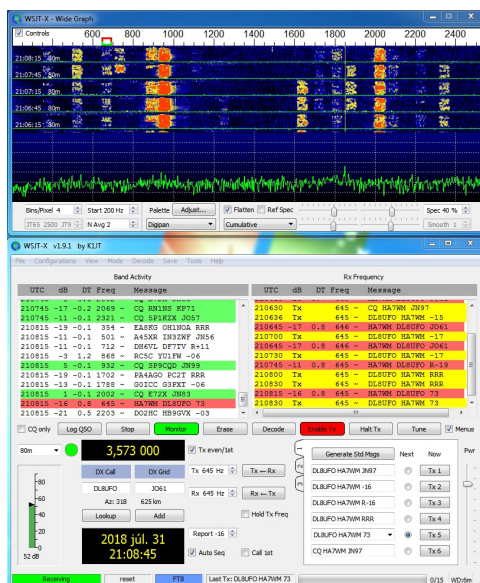 WSJT-X - Wide Graph
Controls
200 400 600 800 1000 1200 1400 1600 1800 2000 2200 2400
21:08:15 80m
21:07:45 80m
21:07:15 80m
21:06:45 80m
21:06:15 80m
Bins/Pixel 4 Start 200 Hz Palette Adjust... Flatten Ref Spec Spec 40 %
JT65 2500 JT9 N Avg 2 Digipan Cumulative Smooth 1
WSJT-X v1.9.1 by K1JT
File Configurations View Mode Decode Save Tools Help
Band Activity Rx Frequency
UTC dB DT Freq Message UTC dB DT Freq Message
210745 -17 -0.2 2069 ~ CQ RN1NS KP71
210745 -11 -0.1 2321 ~ CQ SP1KZX JO57
210815 -19 -0.1 354 ~ EA8KG OH1NOA RRR
210815 -11 -0.1 501 ~ A45XR IN3ZWF JN56
210815 -11 -0.1 712 ~ DH6VL DF7IV R+11
210815 -3 1.2 868 ~ RC5C YU1FW -06
210815 5 -0.1 932 ~ CQ SP9CQD JN99
210815 -19 -0.1 1702 ~ PA4AGO PC2T RRR
210815 -13 -0.1 1788 ~ G0ICC G3PXT -06
210815 1 -0.1 2002 ~ CQ E72X JN83
210815 -16 0.8 645 ~ HA7WM DL8UFO 73
210815 -21 0.5 2203 ~ DO2HC HB9GVX -03
210630 Tx 645 ~ CQ HA7WM JN97
210645 -17 0.8 646 ~ HA7WM DL8UFO JO61
210700 Tx 645 ~ DL8UFO HA7WM -17
210715 -17 0.8 646 ~ HA7WM DL8UFO JO61
210730 Tx 645 ~ DL8UFO HA7WM -17
210745 -11 0.8 645 ~ HA7WM DL8UFO R-19
210800 Tx 645 ~ DL8UFO HA7WM RRR
210830 Tx 645 ~ DL8UFO HA7WM RRR
210815 -16 0.8 645 ~ HA7WM DL8UFO 73
210830 Tx 645 ~ DL8UFO HA7WM 73
CQ only Log QSO Stop Monitor Erase Decode Enable Tx Halt Tx Tune Menus
80m 3,573 000 Tx even/1st
DX Call DX Grid Tx 645 Hz Tx ← Rx
DL8UFO JO61 Rx 645 Hz Rx ← Tx
Az: 318 625 km
Lookup Add Hold Tx Freq
2018 júl. 31 Report -16
21:08:45 Auto Seq Call 1st
-80
-60
-40
-20
-0
52 dB
1
2
3
Generate Std Msgs Next Now Pwr
DL8UFO HA7WM JN97 Tx 1
DL8UFO HA7WM -16 Tx 2
DL8UFO HA7WM R-16 Tx 3
DL8UFO HA7WM RRR Tx 4
DL8UFO HA7WM 73 Tx 5
CQ HA7WM JN97 Tx 6
Receiving reset FT8 Last Tx: DL8UFO HA7WM 73 0/15 WD:6m